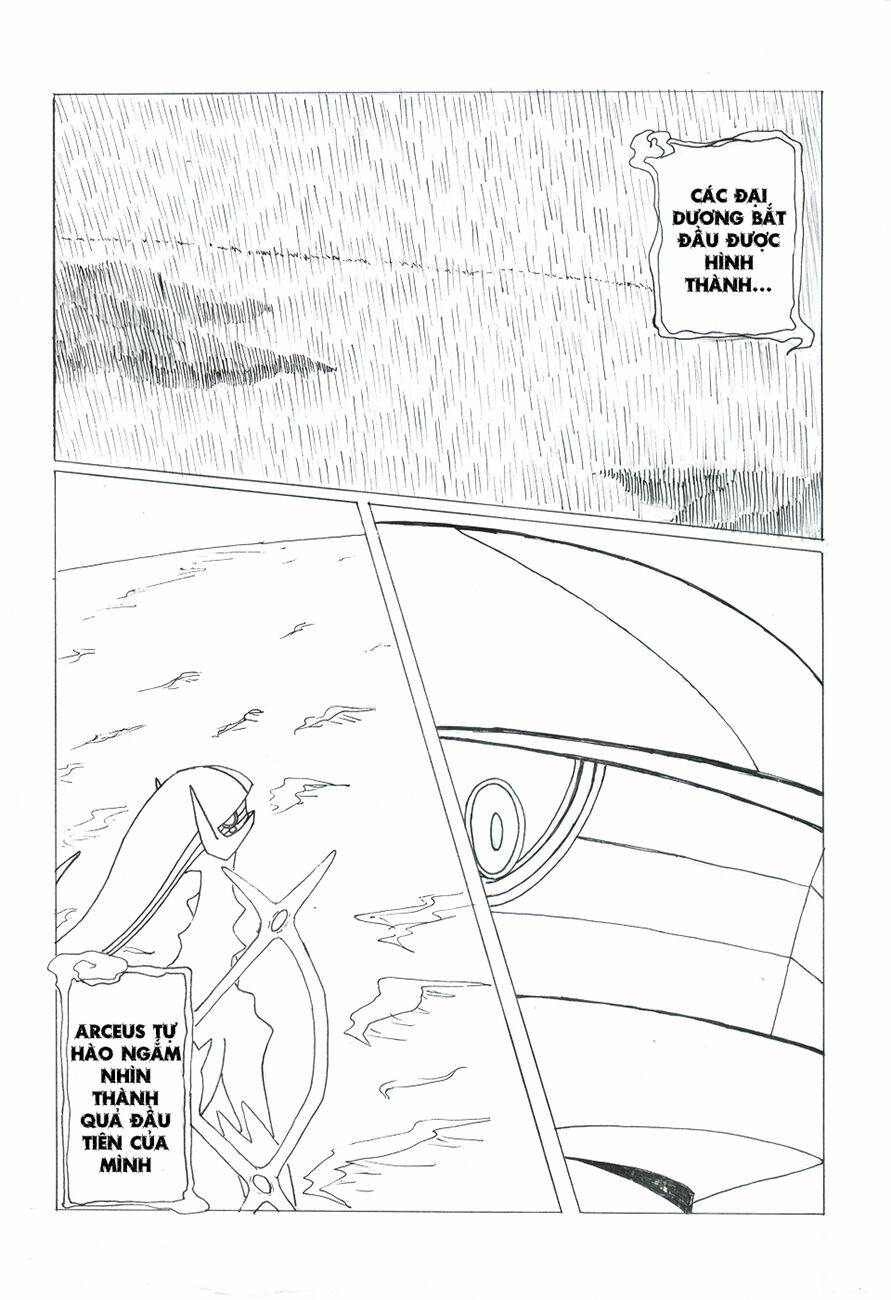 CÁC ĐẠI
DƯƠNG BẮT
ĐẦU ĐƯỢC
HÌNH
THÀNH...
ARCEUS TỰ
HÀO NGẮM
NHÌN
THÀNH
QUẢ ĐẦU
TIÊN CỦA
MÌNH